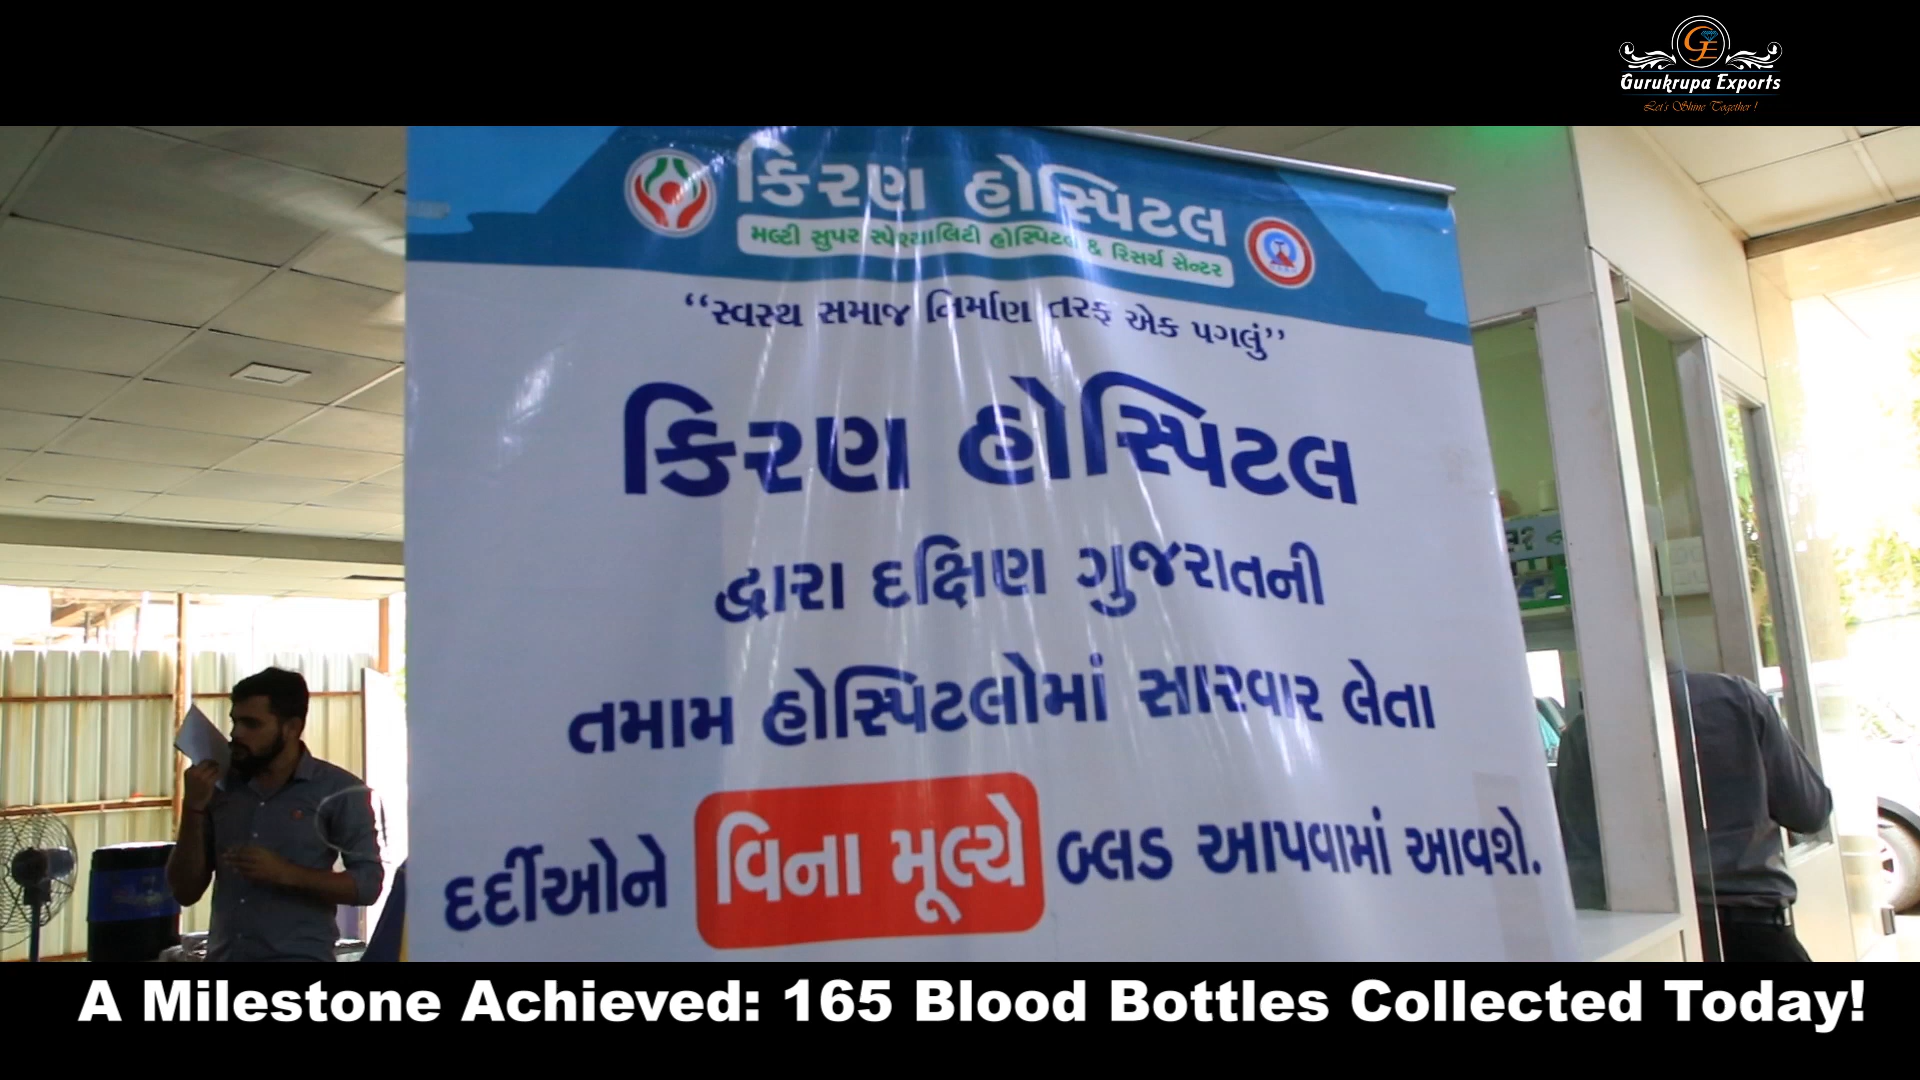 GE
Gurukrupa Exports
Let's Shine Together !
કિરણ હોસ્પિટલ
મલ્ટી સુપર સ્પેશ્યાલિટી હોસ્પિટલ & રિસર્ચ સેન્ટર
“સ્વસ્થ સમાજ નિર્માણ તરફ એક પગલું”
કિરણ હોસ્પિટલ
દ્વારા દક્ષિણ ગુજરાતની
તમામ હોસ્પિટલોમાં સારવાર લેતા
દર્દીઓને વિના મૂલ્યે બ્લડ આપવામાં આવશે.
A Milestone Achieved: 165 Blood Bottles Collected Today!